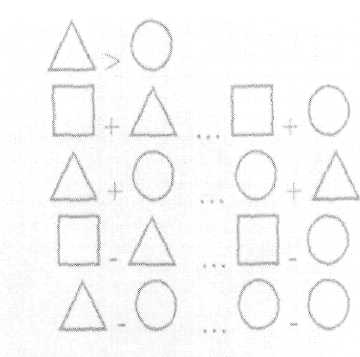 △ > ○
□ + △ ... □ + ○
△ + ○ ... ○ + △
□ - △ ... □ - ○
△ - ○ ... ○ - ○